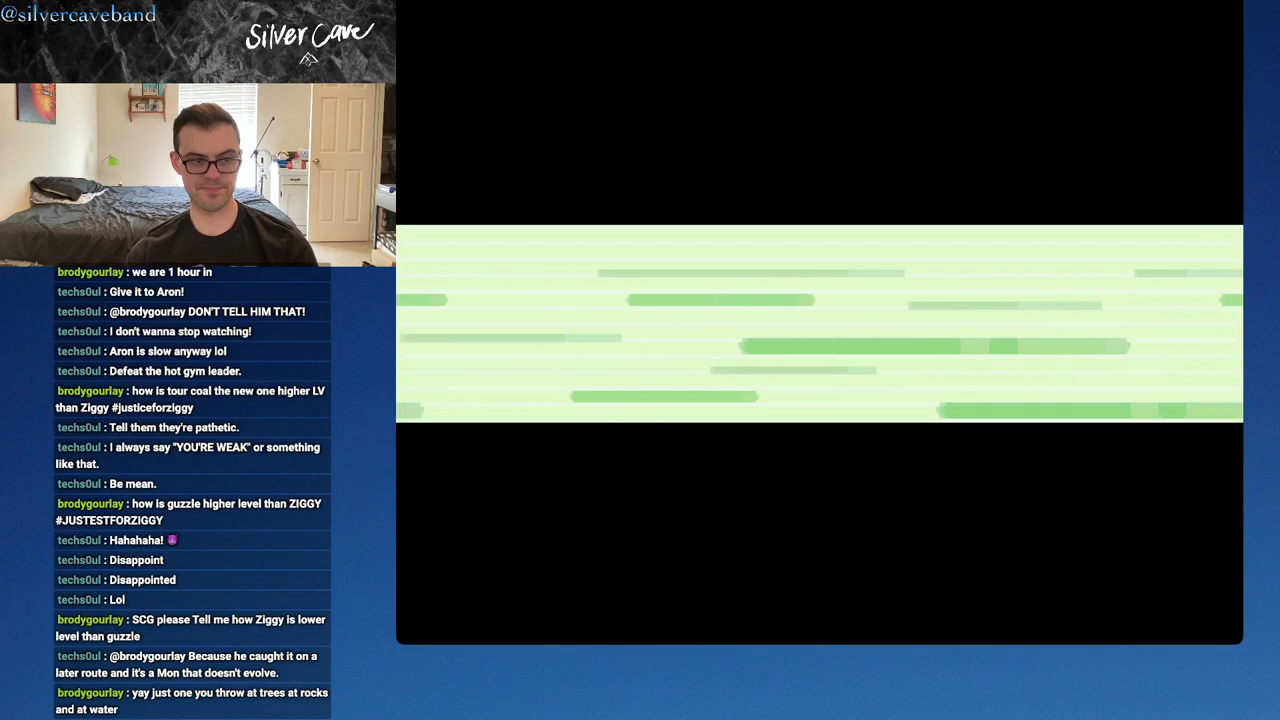 @silvercaveband
Silver Cave
brodygourlay : we are 1 hour in
techs0ul : Give it to Aron!
techs0ul : @brodygourlay DON'T TELL HIM THAT!
techs0ul : I don't wanna stop watching!
techs0ul : Aron is slow anyway lol
techs0ul : Defeat the hot gym leader.
brodygourlay : how is tour coal the new one higher LV
than Ziggy #justiceforziggy
techs0ul : Tell them they're pathetic.
techs0ul : I always say "YOU'RE WEAK" or something
like that.
techs0ul : Be mean.
brodygourlay : how is guzzle higher level than ZIGGY
#JUSTESTFORZIGGY
techs0ul : Hahahaha! 😈
techs0ul : Disappoint
techs0ul : Disappointed
techs0ul : Lol
brodygourlay : SCG please Tell me how Ziggy is lower
level than guzzle
techs0ul : @brodygourlay Because he caught it on a
later route and it's a Mon that doesn't evolve.
brodygourlay : yay just one you throw at trees at rocks
and at water